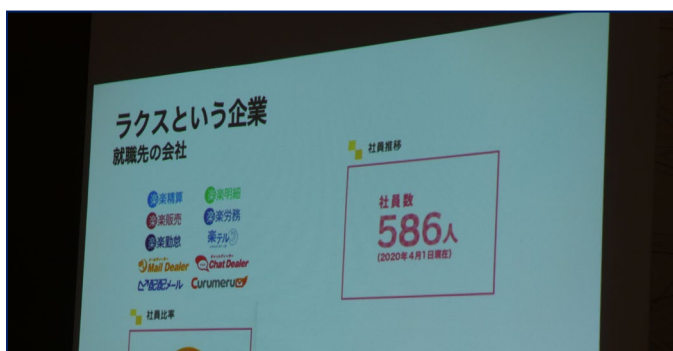 ラクスという企業
就職先の会社
楽楽精算 楽楽明細
楽楽販売 楽楽労務
楽楽勤怠 楽テル
Mail Dealer Chat Dealer
配配メール Curumeru
社員比率
社員推移
社員数
586人
(2020年4月1日現在)